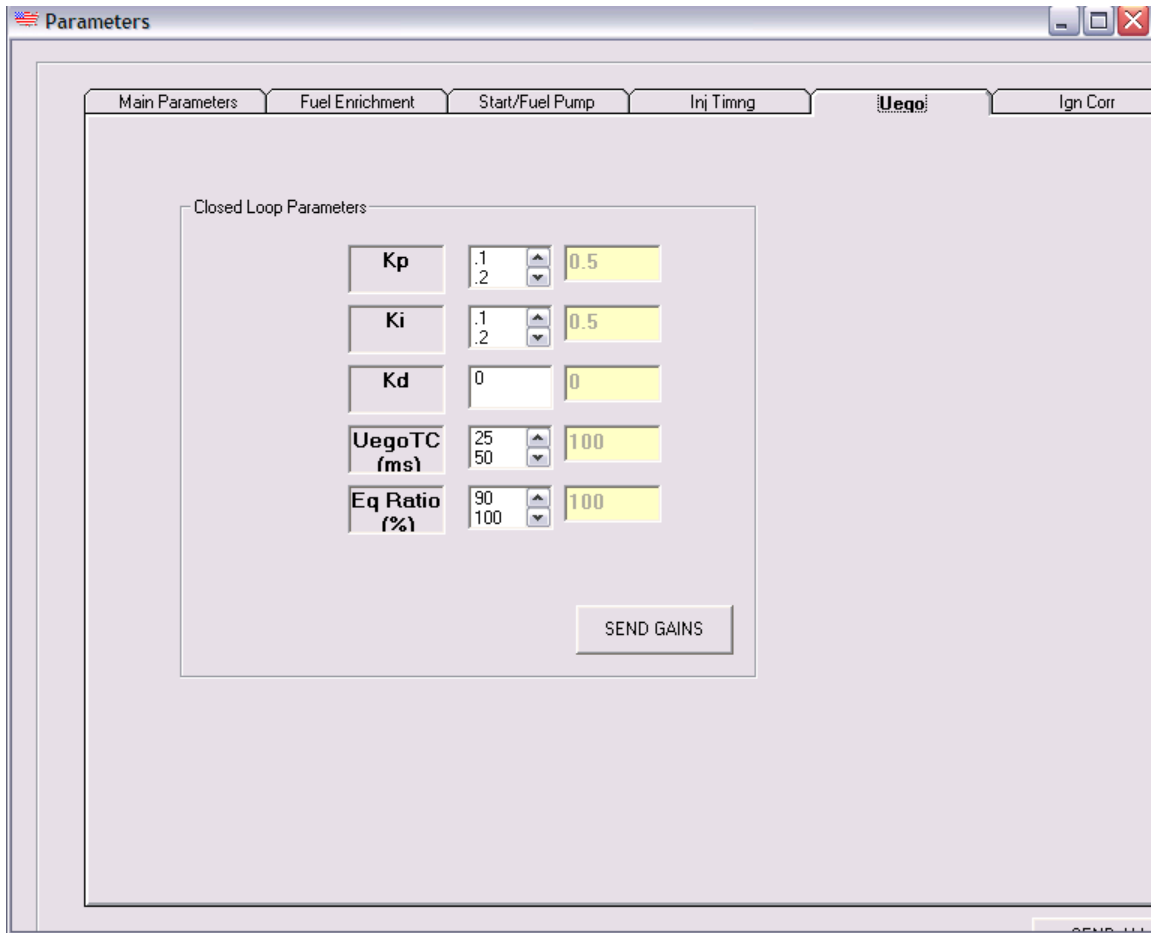 Parameters
Main Parameters
Fuel Enrichment
Start/Fuel Pump
Inj Timng
Uego
Ign Corr
Closed Loop Parameters
Kp
.1
.2
0.5
Ki
.1
.2
0.5
Kd
0
0
UegoTC
(ms)
25
50
100
Eq Ratio
(%)
90
100
100
SEND GAINS